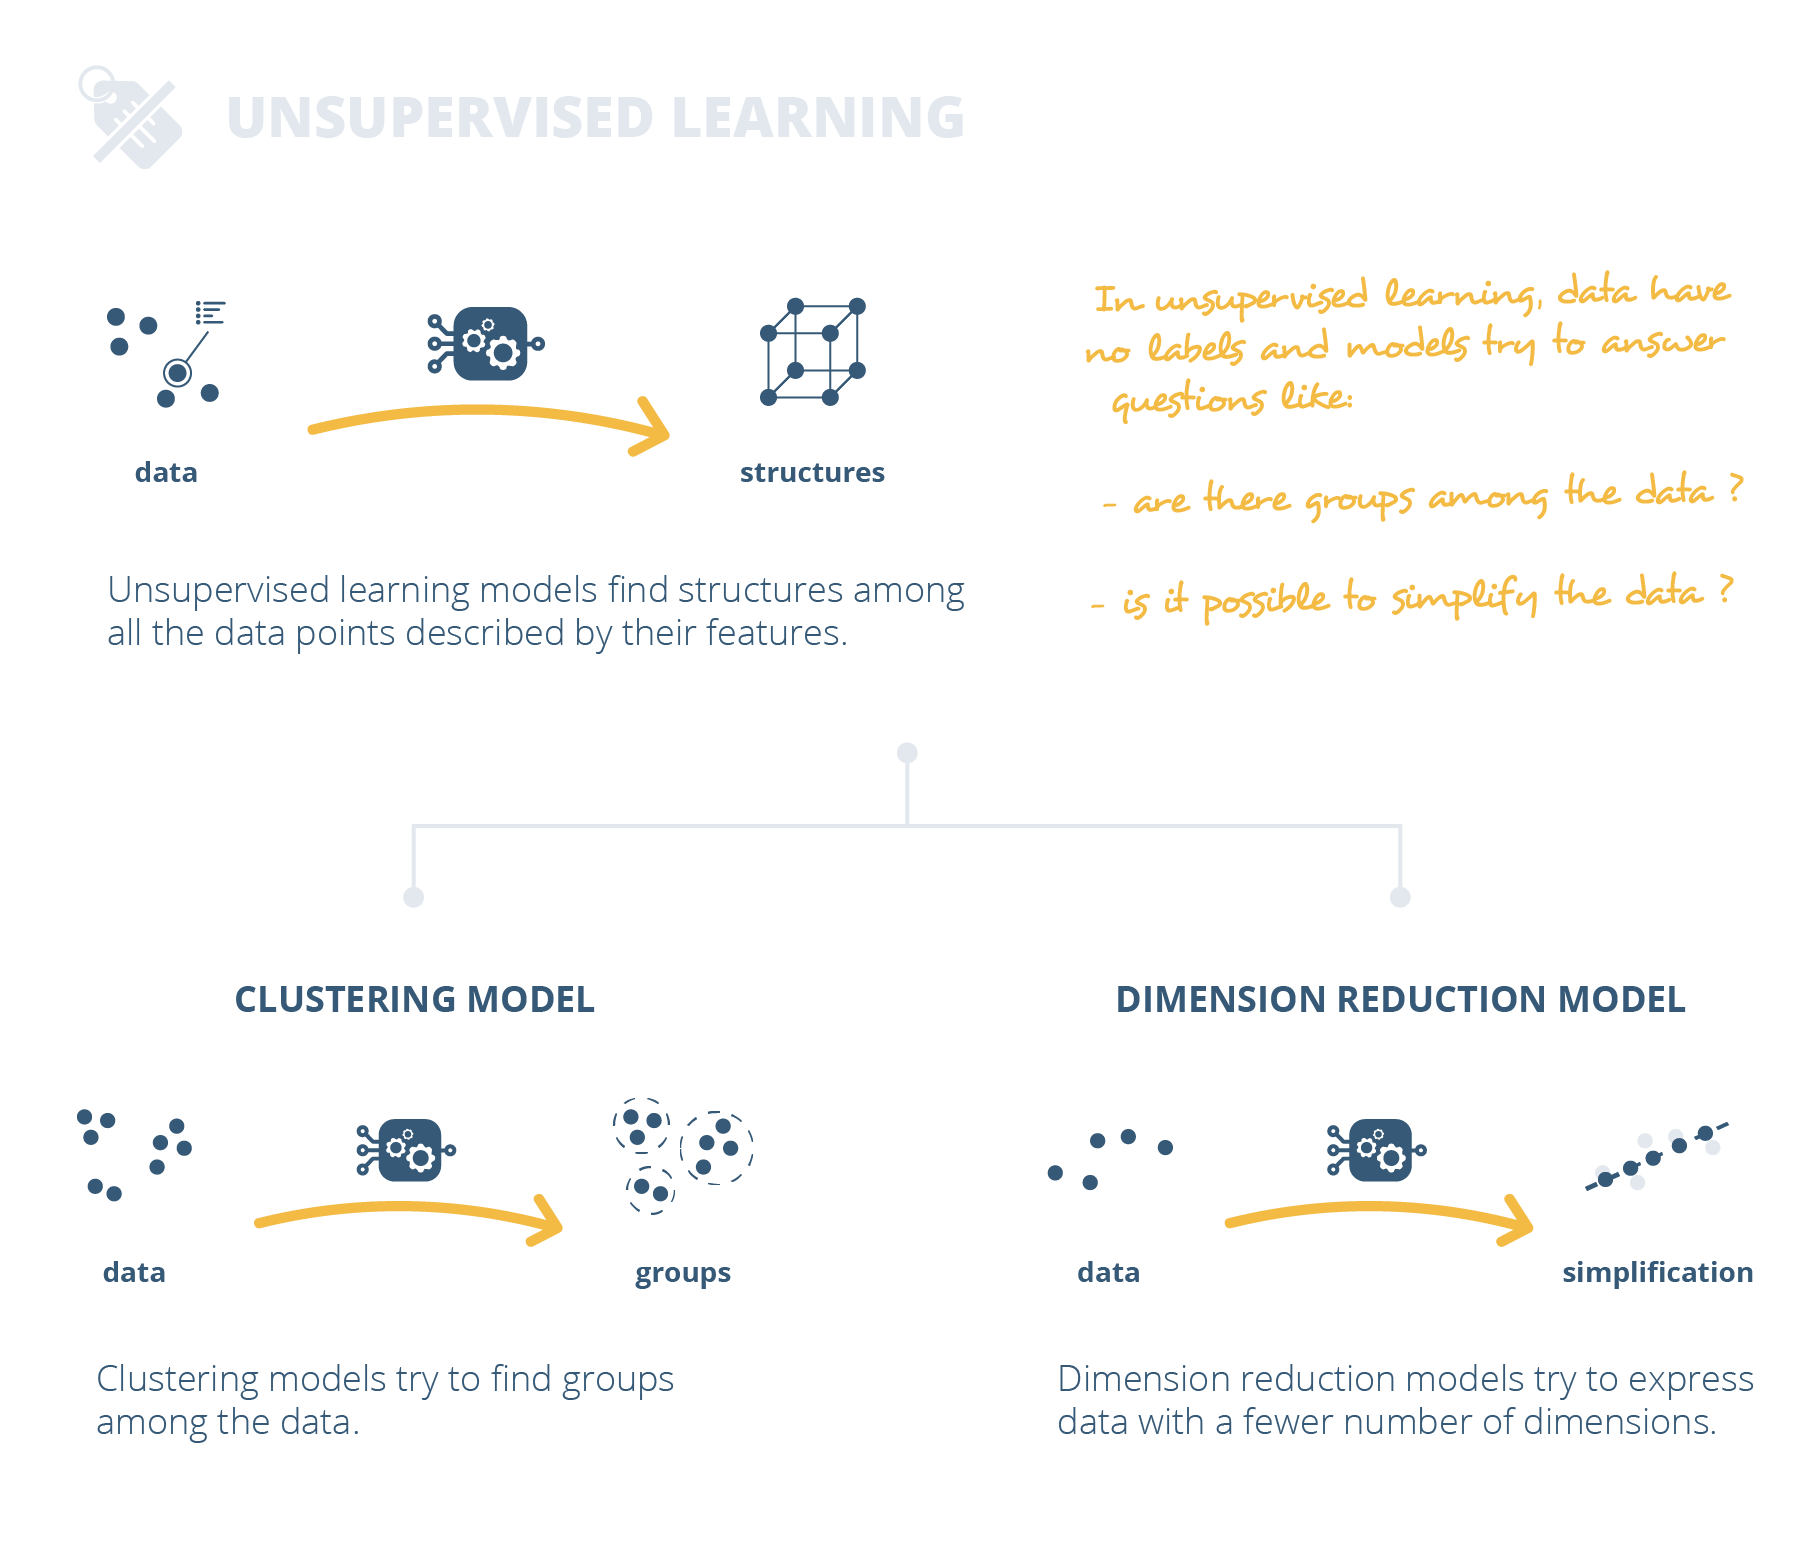 UNSUPERVISED LEARNING
data
structures
Unsupervised learning models find structures among
all the data points described by their features.
In unsupervised learning, data have
no labels and models try to answer
questions like:
- are there groups among the data ?
- is it possible to simplify the data ?
CLUSTERING MODEL
data
groups
Clustering models try to find groups
among the data.
DIMENSION REDUCTION MODEL
data
simplification
Dimension reduction models try to express
data with a fewer number of dimensions.